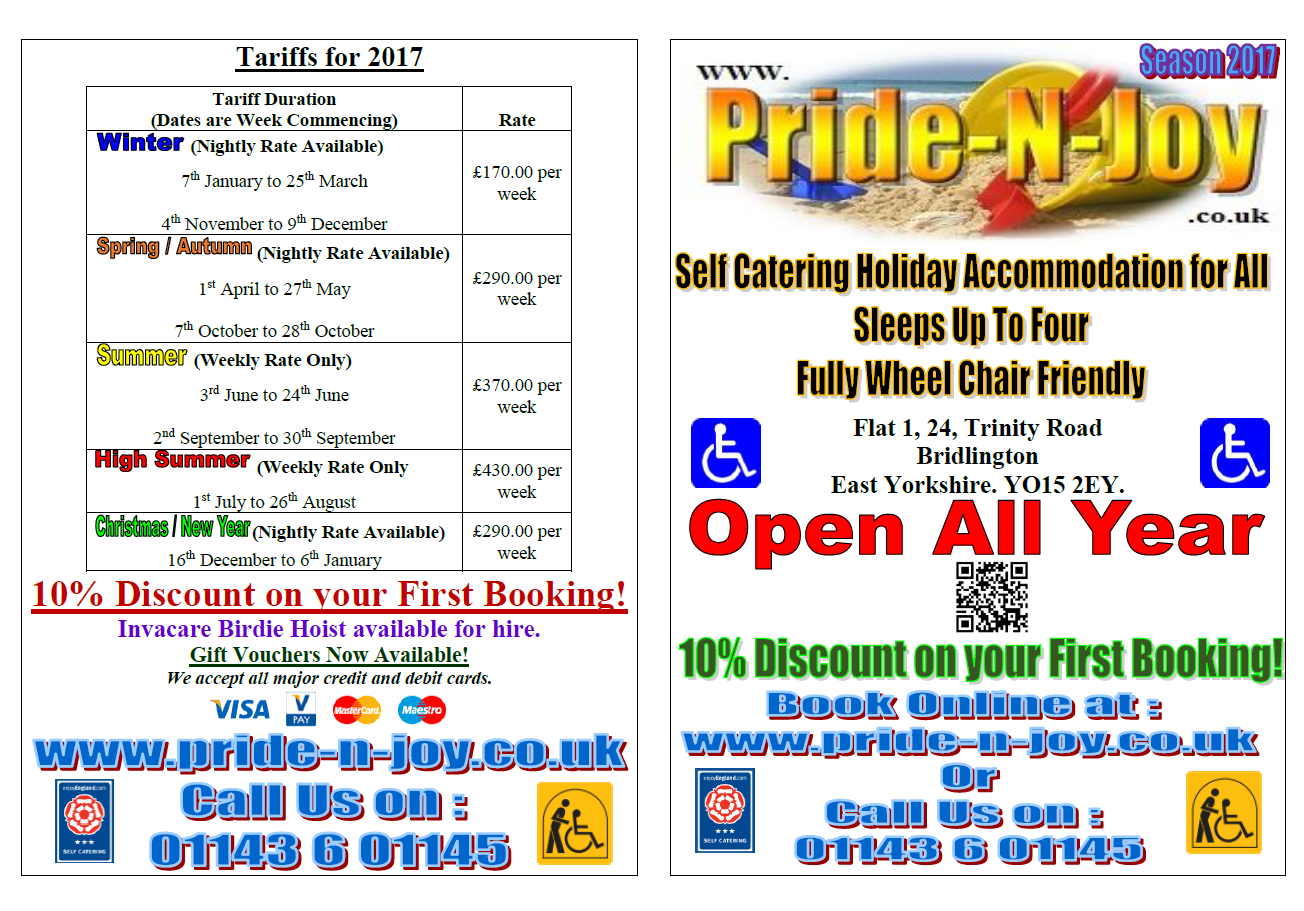 Tariffs for 2017
Tariff Duration
(Dates are Week Commencing)
Rate
Winter (Nightly Rate Available)
7th January to 25th March
4th November to 9th December
£170.00 per
week
Spring / Autumn (Nightly Rate Available)
1st April to 27th May
7th October to 28th October
£290.00 per
week
Summer (Weekly Rate Only)
3rd June to 24th June
2nd September to 30th September
£370.00 per
week
High Summer (Weekly Rate Only
1st July to 26th August
£430.00 per
week
Christmas / New Year (Nightly Rate Available)
16th December to 6th January
£290.00 per
week
10% Discount on your First Booking!
Invacare Birdie Hoist available for hire.
Gift Vouchers Now Available!
We accept all major credit and debit cards.
VISA V PAY MasterCard. Maestro
www.pride-n-joy.co.uk
enjoyEngland.com
SELF CATERING
Call Us on :
01143 6 01145
Season 2017
www.
Pride-N-Joy
.co.uk
Self Catering Holiday Accommodation for All
Sleeps Up To Four
Fully Wheel Chair Friendly
Flat 1, 24, Trinity Road
Bridlington
East Yorkshire. YO15 2EY.
Open All Year
10% Discount on your First Booking!
Book Online at :
www.pride-n-joy.co.uk
Or
enjoyEngland.com
SELF CATERING
Call Us on :
01143 6 01145